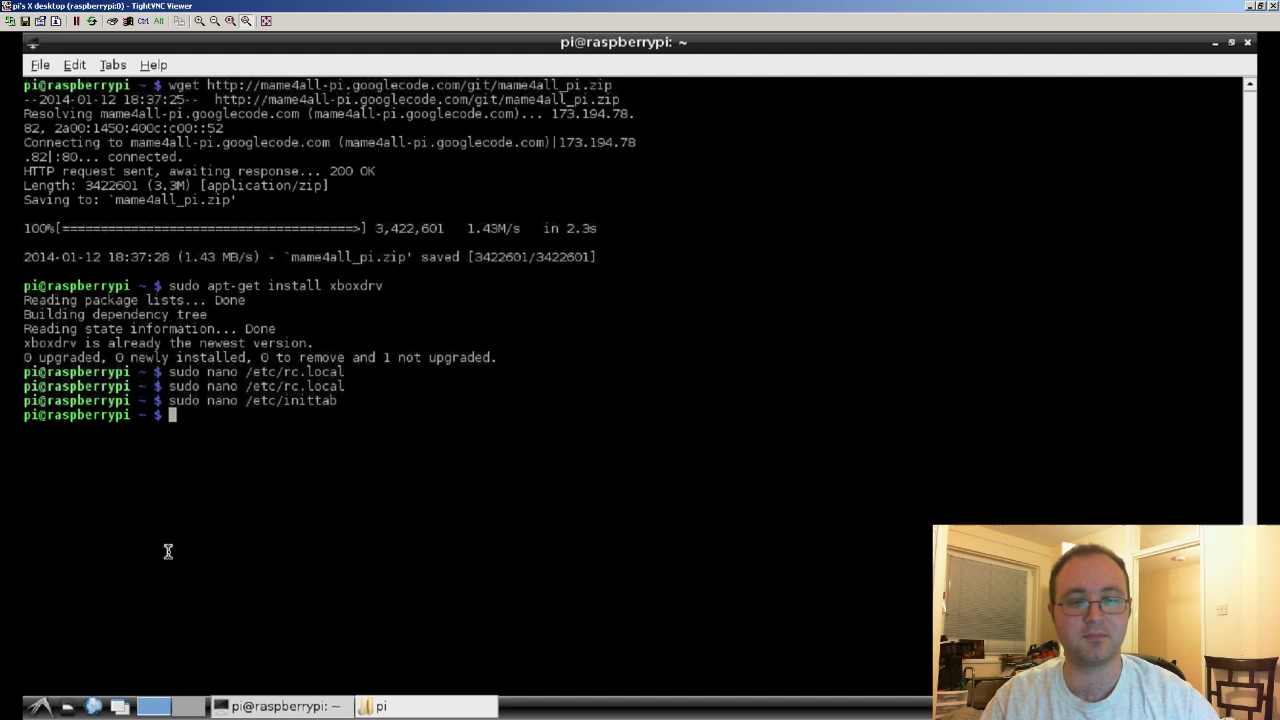 pi's X desktop (raspberrypi:0) - TightVNC Viewer
Ctrl Alt
pi@raspberrypi: ~
File Edit Tabs Help
pi@raspberrypi ~ $ wget http://mame4all-pi.googlecode.com/git/mame4all_pi.zip
--2014-01-12 18:37:25--  http://mame4all-pi.googlecode.com/git/mame4all_pi.zip
Resolving mame4all-pi.googlecode.com (mame4all-pi.googlecode.com)... 173.194.78.
82, 2a00:1450:400c:c00::52
Connecting to mame4all-pi.googlecode.com (mame4all-pi.googlecode.com)|173.194.78
.82|:80... connected.
HTTP request sent, awaiting response... 200 OK
Length: 3422601 (3.3M) [application/zip]
Saving to: `mame4all_pi.zip'
100%[======================================>] 3,422,601   1.43M/s   in 2.3s
2014-01-12 18:37:28 (1.43 MB/s) - `mame4all_pi.zip' saved [3422601/3422601]
pi@raspberrypi ~ $ sudo apt-get install xboxdrv
Reading package lists... Done
Building dependency tree
Reading state information... Done
xboxdrv is already the newest version.
0 upgraded, 0 newly installed, 0 to remove and 1 not upgraded.
pi@raspberrypi ~ $ sudo nano /etc/rc.local
pi@raspberrypi ~ $ sudo nano /etc/rc.local
pi@raspberrypi ~ $ sudo nano /etc/inittab
pi@raspberrypi ~ $
pi@raspberrypi: ~
pi